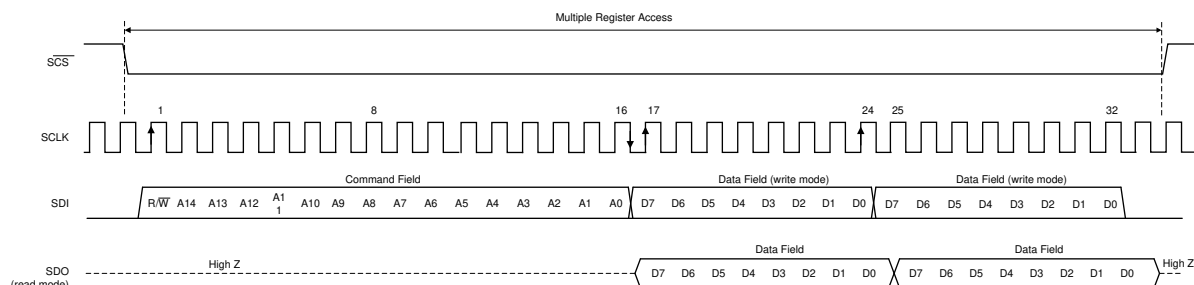 Multiple Register Access
SCS
1 8 16 17 24 25 32
SCLK
Command Field Data Field (write mode) Data Field (write mode)
SDI R/W A14 A13 A12 A1 A10 A9 A8 A7 A6 A5 A4 A3 A2 A1 A0 D7 D6 D5 D4 D3 D2 D1 D0 D7 D6 D5 D4 D3 D2 D1 D0
1
Data Field Data Field
High Z High Z
SDO D7 D6 D5 D4 D3 D2 D1 D0 D7 D6 D5 D4 D3 D2 D1 D0
(read mode)